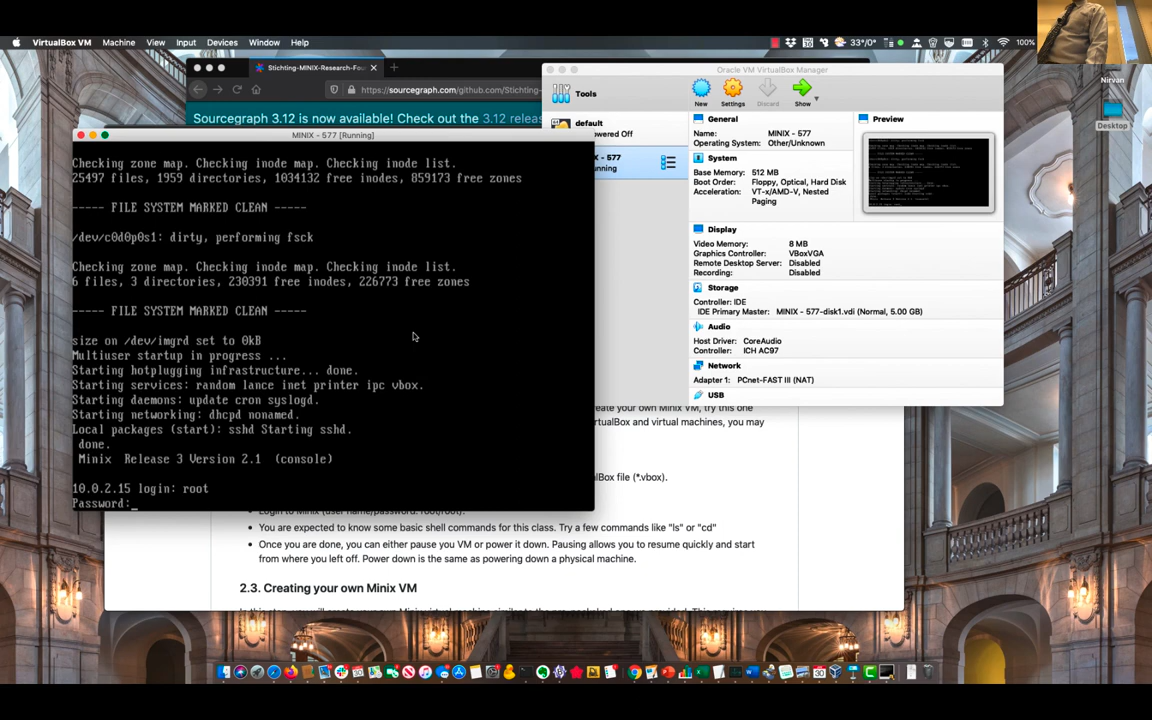 VirtualBox VM Machine View Input Devices Window Help
33°/0° 100%
Nirvan
Desktop
Stichting-MINIX-Research-Fou
https://sourcegraph.com/github.com/Stichting-
Sourcegraph 3.12 is now available! Check out the 3.12 releas
Oracle VM VirtualBox Manager
Tools
New Settings Discard Show
default
owered Off
X - 577
unning
General
Name: MINIX - 577
Operating System: Other/Unknown
System
Base Memory: 512 MB
Boot Order: Floppy, Optical, Hard Disk
Acceleration: VT-x/AMD-V, Nested
Paging
Display
Video Memory: 8 MB
Graphics Controller: VBoxVGA
Remote Desktop Server: Disabled
Recording: Disabled
Storage
Controller: IDE
IDE Primary Master: MINIX - 577-disk1.vdi (Normal, 5.00 GB)
Audio
Host Driver: CoreAudio
Controller: ICH AC97
Network
Adapter 1: PCnet-FAST III (NAT)
USB
Preview
MINIX - 577 [Running]
Checking zone map. Checking inode map. Checking inode list.
25497 files, 1959 directories, 1034132 free inodes, 859173 free zones
----- FILE SYSTEM MARKED CLEAN -----
/dev/c0d0p0s1: dirty, performing fsck
Checking zone map. Checking inode map. Checking inode list.
6 files, 3 directories, 230391 free inodes, 226773 free zones
----- FILE SYSTEM MARKED CLEAN -----
size on /dev/imgrd set to 0kB
Multiuser startup in progress ...
Starting hotplugging infrastructure... done.
Starting services: random lance inet printer ipc vbox.
Starting daemons: update cron syslogd.
Starting networking: dhcpd nonamed.
Local packages (start): sshd Starting sshd.
done.
Minix Release 3 Version 2.1 (console)
10.0.2.15 login: root
Password:_
eate your own Minix VM, try this one
rtualBox and virtual machines, you may
alBox file (*.vbox).
Login to Minix (user name/password: root/root).
• You are expected to know some basic shell commands for this class. Try a few commands like "ls" or "cd"
• Once you are done, you can either pause you VM or power it down. Pausing allows you to resume quickly and start
from where you left off. Power down is the same as powering down a physical machine.
2.3. Creating your own Minix VM